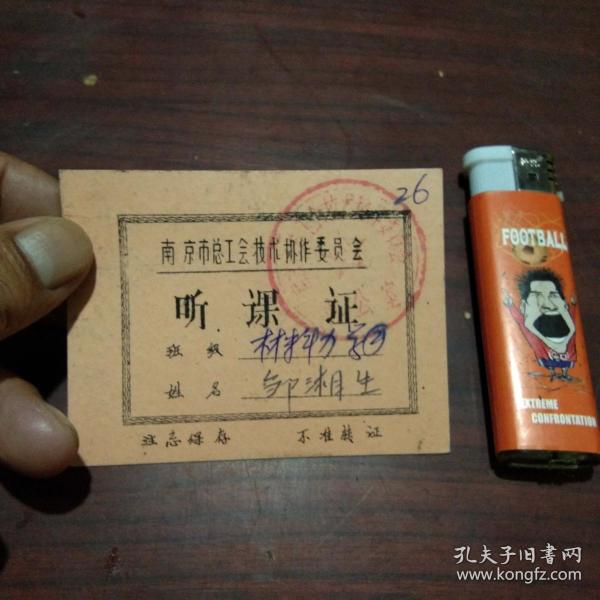 26
南京市总工会技术协作委员会
听课证
班级 材料力学②
姓名 邹湘生
注意保存 不准转证
FOOTBALL
EXTREME
CONFRONTATION
孔夫子旧书网
www.kongfz.com